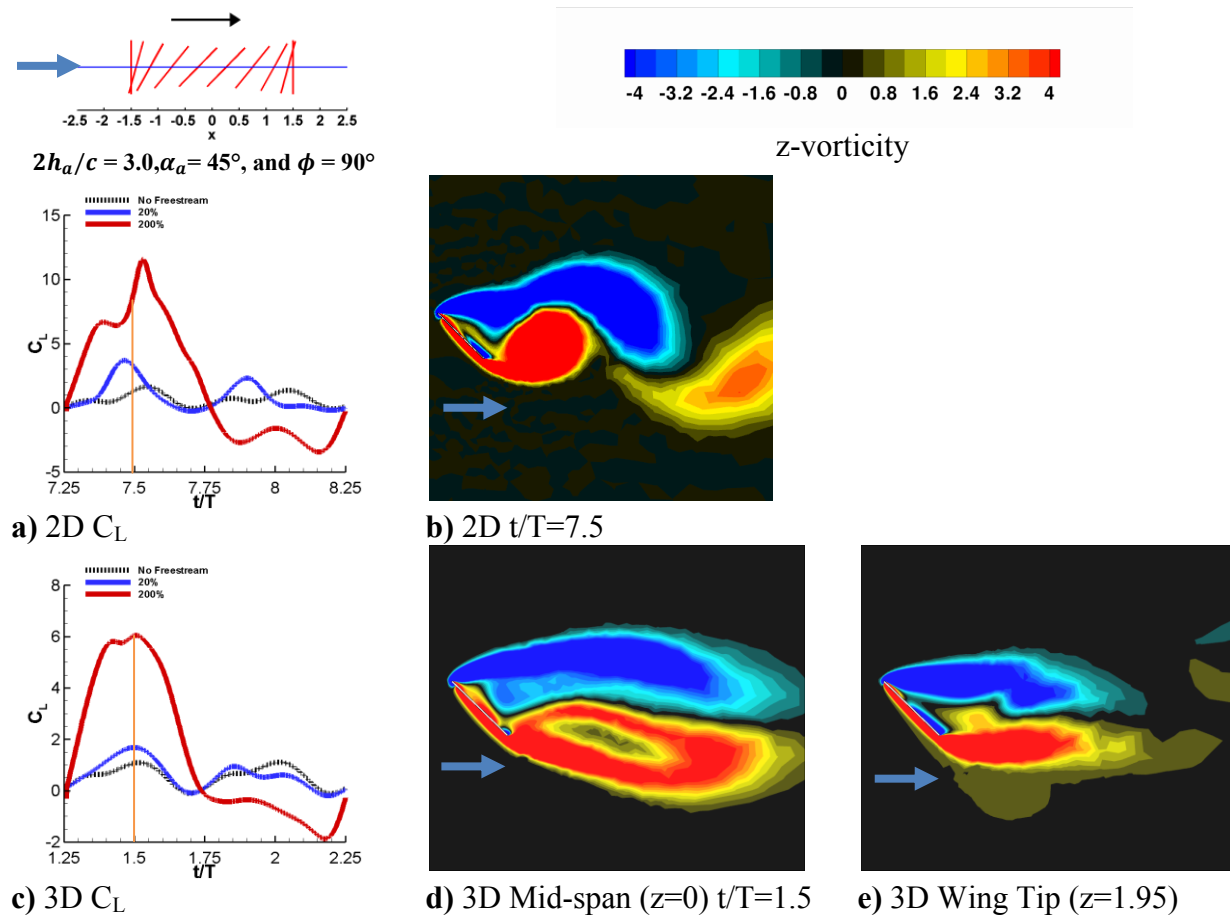 -2.5 -2 -1.5 -1 -0.5 0 0.5 1 1.5 2 2.5
x
2hₐ/c = 3.0,αₐ= 45°, and ϕ = 90°
-4 -3.2 -2.4 -1.6 -0.8 0 0.8 1.6 2.4 3.2 4
z-vorticity
No Freestream
20%
200%
15
10
5
0
-5
C_L
7.25 7.5 7.75 8 8.25
t/T
a) 2D C_L
b) 2D t/T=7.5
No Freestream
20%
200%
8
6
4
2
0
-2
C_L
1.25 1.5 1.75 2 2.25
t/T
c) 3D C_L
d) 3D Mid-span (z=0) t/T=1.5
e) 3D Wing Tip (z=1.95)